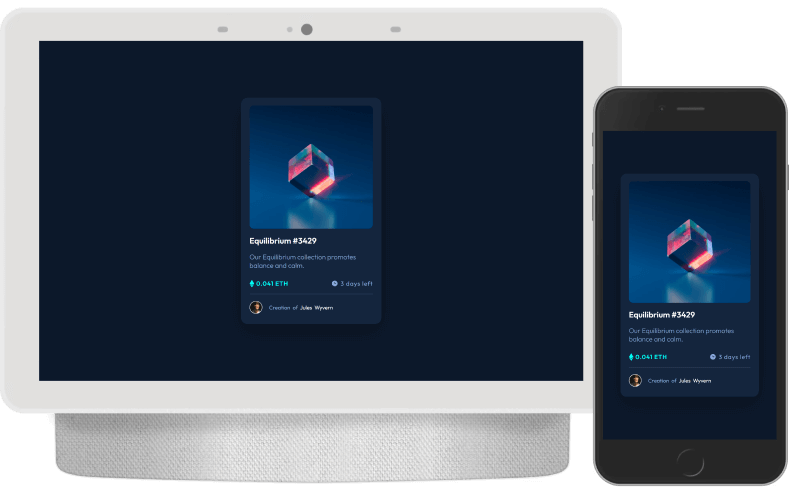 Equilibrium #3429
Our Equilibrium collection promotes
balance and calm.
0.041 ETH
3 days left
Creation of Jules Wyvern
Equilibrium #3429
Our Equilibrium collection promotes
balance and calm.
0.041 ETH
3 days left
Creation of Jules Wyvern